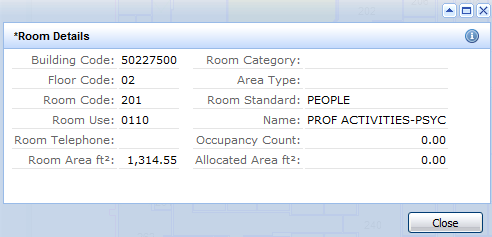 *Room Details
Building Code: 50227500 Room Category:
Floor Code: 02 Area Type:
Room Code: 201 Room Standard: PEOPLE
Room Use: 0110 Name: PROF ACTIVITIES-PSYC
Room Telephone: Occupancy Count: 0.00
Room Area ft²: 1,314.55 Allocated Area ft²: 0.00
Close